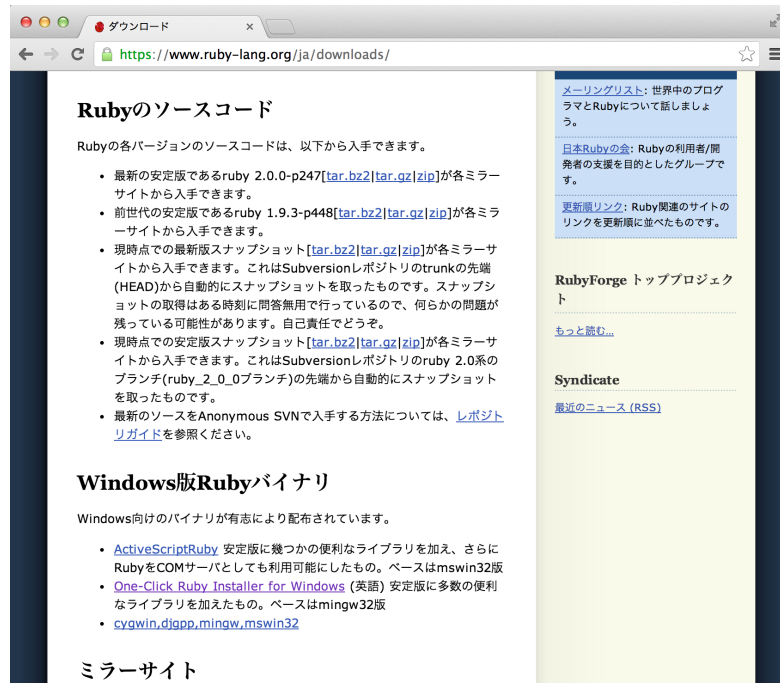 ダウンロード
https://www.ruby-lang.org/ja/downloads/
Rubyのソースコード
Rubyの各バージョンのソースコードは、以下から入手できます。
• 最新の安定版であるruby 2.0.0-p247[tar.bz2|tar.gz|zip]が各ミラー
サイトから入手できます。
• 前世代の安定版であるruby 1.9.3-p448[tar.bz2|tar.gz|zip]が各ミラ
ーサイトから入手できます。
• 現時点での最新版スナップショット[tar.bz2|tar.gz|zip]が各ミラーサ
イトから入手できます。これはSubversionレポジトリのtrunkの先端
(HEAD)から自動的にスナップショットを取ったものです。スナップシ
ョットの取得はある時刻に問答無用で行っているので、何らかの問題が
残っている可能性があります。自己責任でどうぞ。
• 現時点での安定版スナップショット[tar.bz2|tar.gz|zip]が各ミラーサ
イトから入手できます。これはSubversionレポジトリのruby 2.0系の
ブランチ(ruby_2_0_0ブランチ)の先端から自動的にスナップショット
を取ったものです。
• 最新のソースをAnonymous SVNで入手する方法については、レポジト
リガイドを参照ください。
Windows版Rubyバイナリ
Windows向けのバイナリが有志により配布されています。
• ActiveScriptRuby 安定版に幾つかの便利なライブラリを加え、さらに
RubyをCOMサーバとしても利用可能にしたもの。ベースはmswin32版
• One-Click Ruby Installer for Windows (英語) 安定版に多数の便利
なライブラリを加えたもの。ベースはmingw32版
• cygwin,djgpp,mingw,mswin32
ミラーサイト
メーリングリスト: 世界中のプログ
ラマとRubyについて話しましょ
う。
日本Rubyの会: Rubyの利用者/開
発者の支援を目的としたグループで
す。
更新順リンク: Ruby関連のサイトの
リンクを更新順に並べたものです。
RubyForge トッププロジェク
ト
もっと読む...
Syndicate
最近のニュース (RSS)